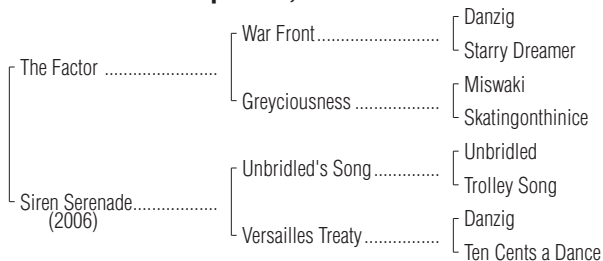 Danzig
War Front
Starry Dreamer
The Factor
Miswaki
Greyciousness
Skatingonthinice
Unbridled
Unbridled's Song
Trolley Song
Siren Serenade
(2006)
Danzig
Versailles Treaty
Ten Cents a Dance